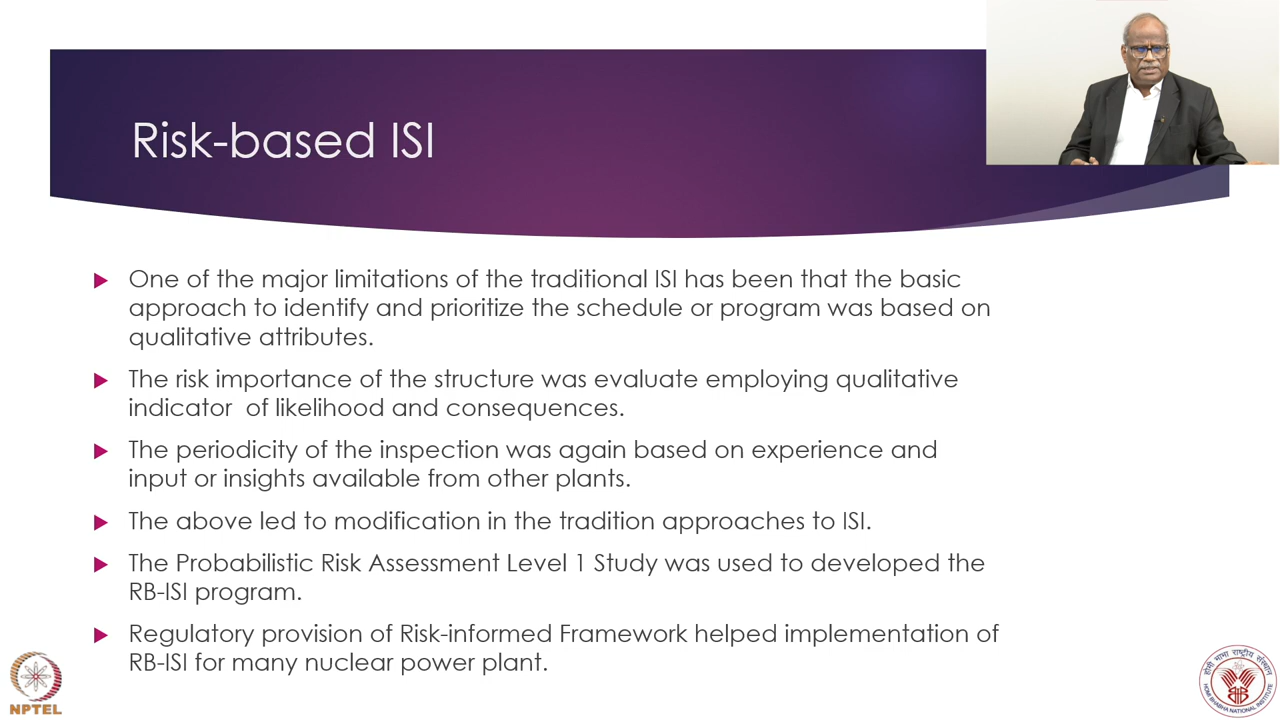 Risk-based ISI
One of the major limitations of the traditional ISI has been that the basic
approach to identify and prioritize the schedule or program was based on
qualitative attributes.
The risk importance of the structure was evaluate employing qualitative
indicator of likelihood and consequences.
The periodicity of the inspection was again based on experience and
input or insights available from other plants.
The above led to modification in the tradition approaches to ISI.
The Probabilistic Risk Assessment Level 1 Study was used to developed the
RB-ISI program.
Regulatory provision of Risk-informed Framework helped implementation of
RB-ISI for many nuclear power plant.
NPTEL
होमी भाभा राष्ट्रीय संस्थान
HOMI BHABHA NATIONAL INSTITUTE